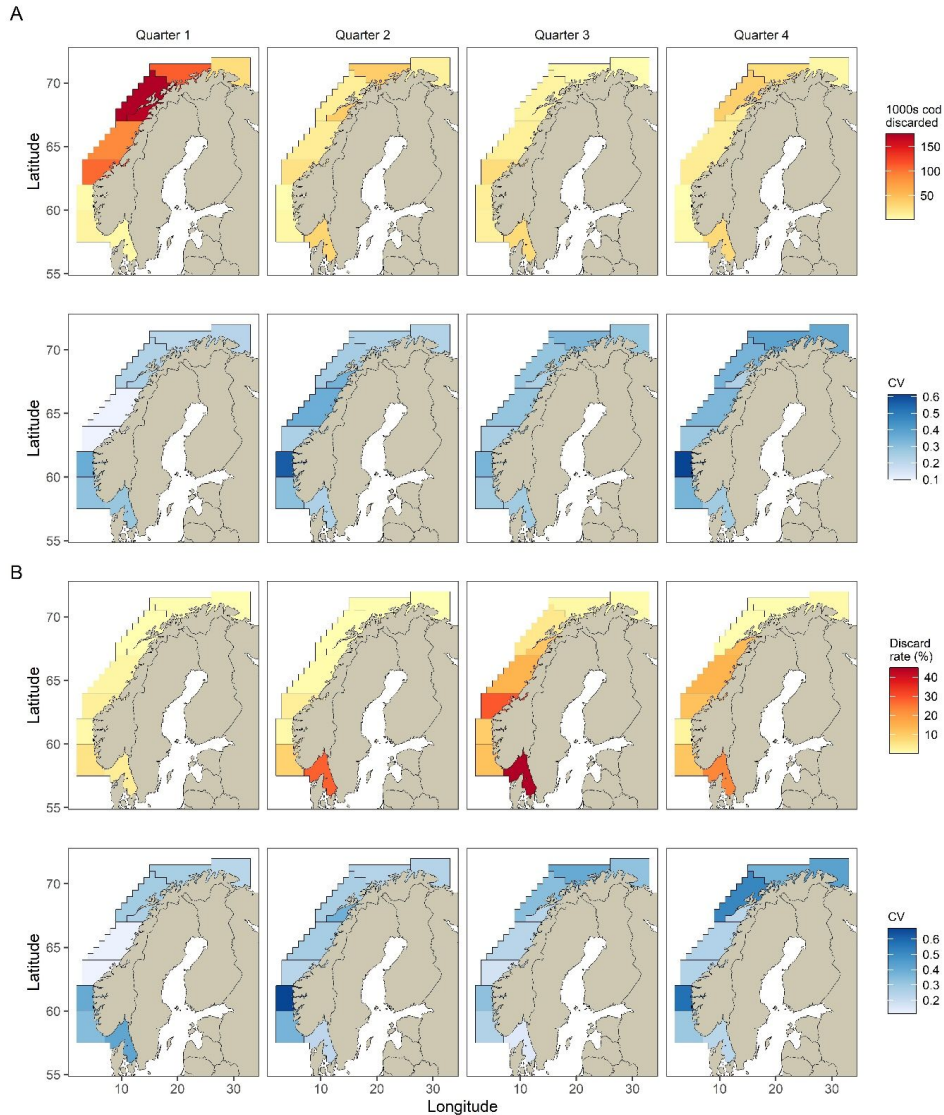 A
Quarter 1
Quarter 2
Quarter 3
Quarter 4
Latitude
70
65
60
55
1000s cod
discarded
150
100
50
Latitude
70
65
60
55
CV
0.6
0.5
0.4
0.3
0.2
0.1
B
Latitude
70
65
60
55
Discard
rate (%)
40
30
20
10
Latitude
70
65
60
55
CV
0.6
0.5
0.4
0.3
0.2
10 20 30 10 20 30 10 20 30 10 20 30
Longitude